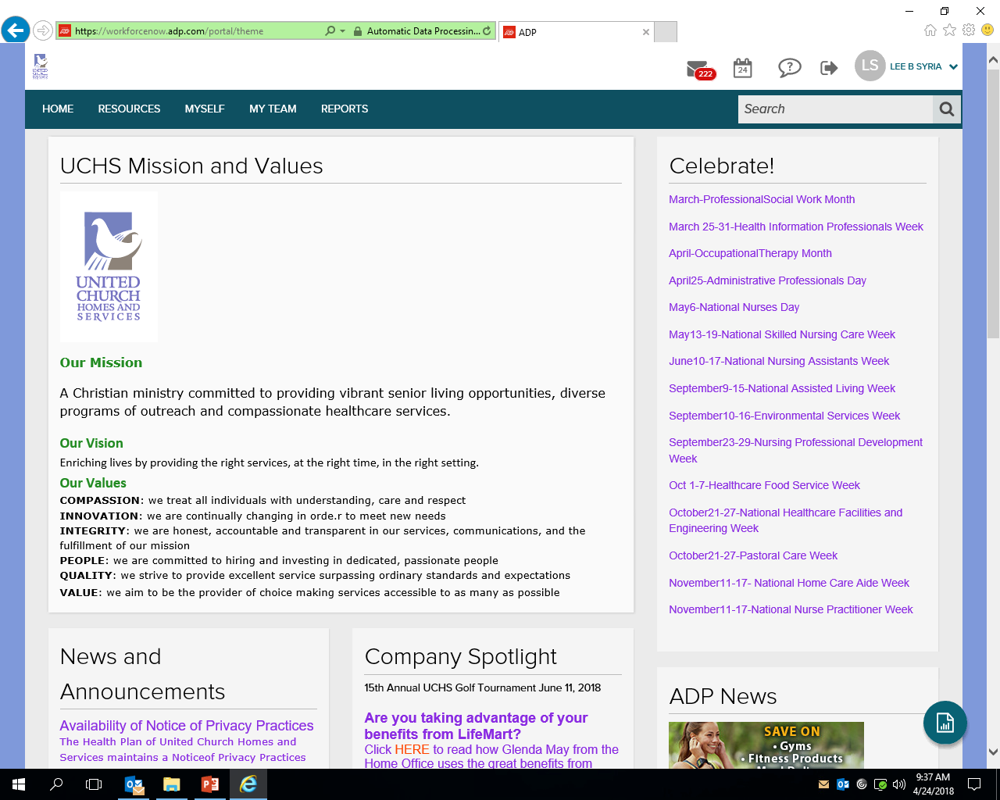 https://workforcenow.adp.com/portal/theme
Automatic Data Processin...
ADP
222
24
?
LS
LEE B SYRIA
HOME RESOURCES MYSELF MY TEAM REPORTS
Search
UCHS Mission and Values
UNITED
CHURCH
HOMES AND
SERVICES
Our Mission
A Christian ministry committed to providing vibrant senior living opportunities, diverse
programs of outreach and compassionate healthcare services.
Our Vision
Enriching lives by providing the right services, at the right time, in the right setting.
Our Values
COMPASSION: we treat all individuals with understanding, care and respect
INNOVATION: we are continually changing in orde.r to meet new needs
INTEGRITY: we are honest, accountable and transparent in our services, communications, and the
fulfillment of our mission
PEOPLE: we are committed to hiring and investing in dedicated, passionate people
QUALITY: we strive to provide excellent service surpassing ordinary standards and expectations
VALUE: we aim to be the provider of choice making services accessible to as many as possible
Celebrate!
March-ProfessionalSocial Work Month
March 25-31-Health Information Professionals Week
April-OccupationalTherapy Month
April25-Administrative Professionals Day
May6-National Nurses Day
May13-19-National Skilled Nursing Care Week
June10-17-National Nursing Assistants Week
September9-15-National Assisted Living Week
September10-16-Environmental Services Week
September23-29-Nursing Professional Development
Week
Oct 1-7-Healthcare Food Service Week
October21-27-National Healthcare Facilities and
Engineering Week
October21-27-Pastoral Care Week
November11-17- National Home Care Aide Week
November11-17-National Nurse Practitioner Week
News and
Announcements
Availability of Notice of Privacy Practices
The Health Plan of United Church Homes and
Services maintains a Noticeof Privacy Practices
Company Spotlight
15th Annual UCHS Golf Tournament June 11, 2018
Are you taking advantage of your
benefits from LifeMart?
Click HERE to read how Glenda May from the
Home Office uses the great benefits from
ADP News
SAVE ON
• Gyms
• Fitness Products
9:37 AM
4/24/2018